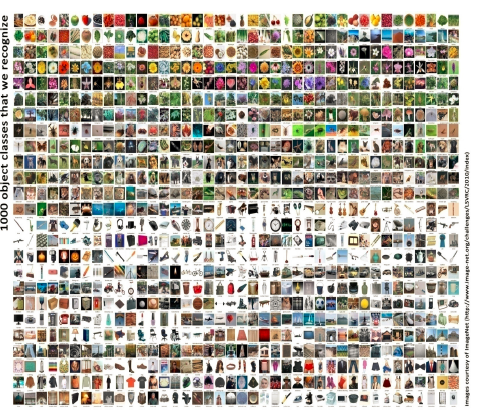 1000 object classes that we recognize
images courtesy of ImageNet (http://www.image-net.org/challenges/LSVRC/2010/index)